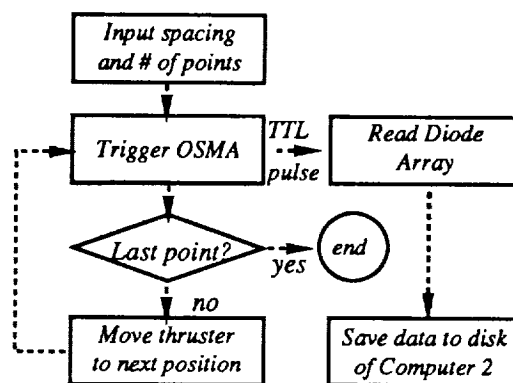 Input spacing
and # of points
Trigger OSMA
TTL
pulse
Read Diode
Array
Last point?
yes
end
no
Move thruster
to next position
Save data to disk
of Computer 2